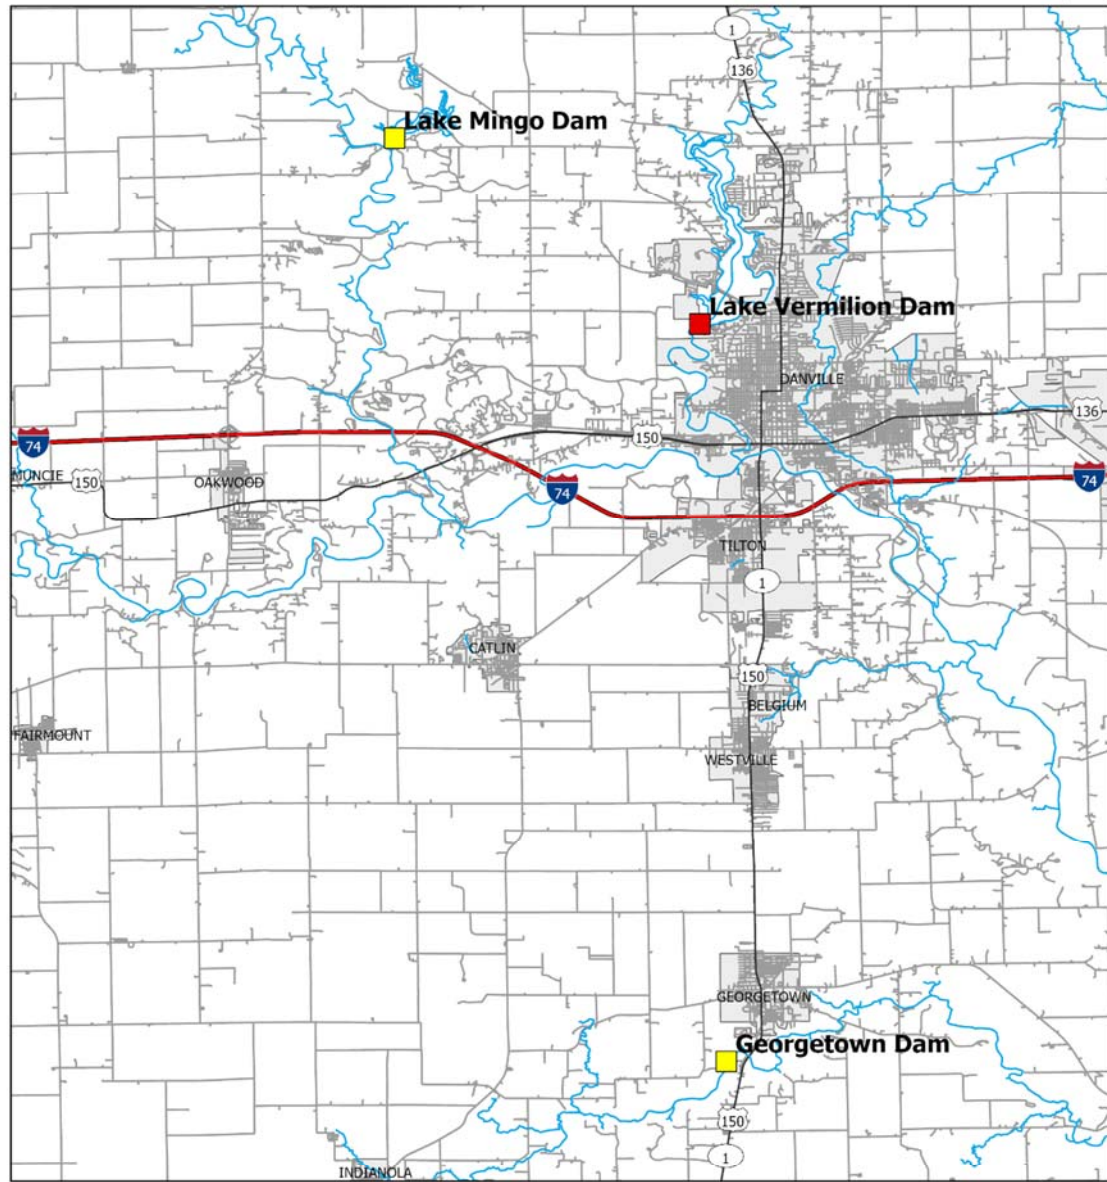 1
136
Lake Mingo Dam
Lake Vermilion Dam
DANVILLE
136
150
74
MUNCIE
150
OAKWOOD
74
74
TILTON
1
CATLIN
150
BELGIUM
FAIRMOUNT
WESTVILLE
GEORGETOWN
Georgetown Dam
150
1
INDIANOLA